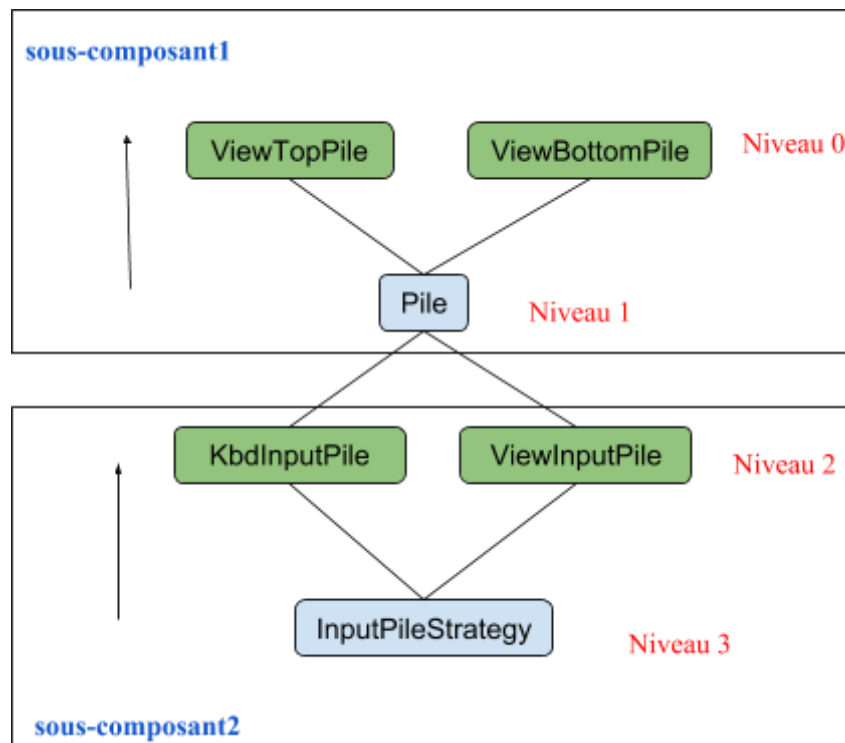 sous-composant1
ViewTopPile
ViewBottomPile
Niveau 0
Pile
Niveau 1
KbdInputPile
ViewInputPile
Niveau 2
InputPileStrategy
Niveau 3
sous-composant2